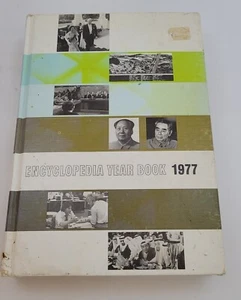 ENCYCLOPEDIA YEAR BOOK 1977